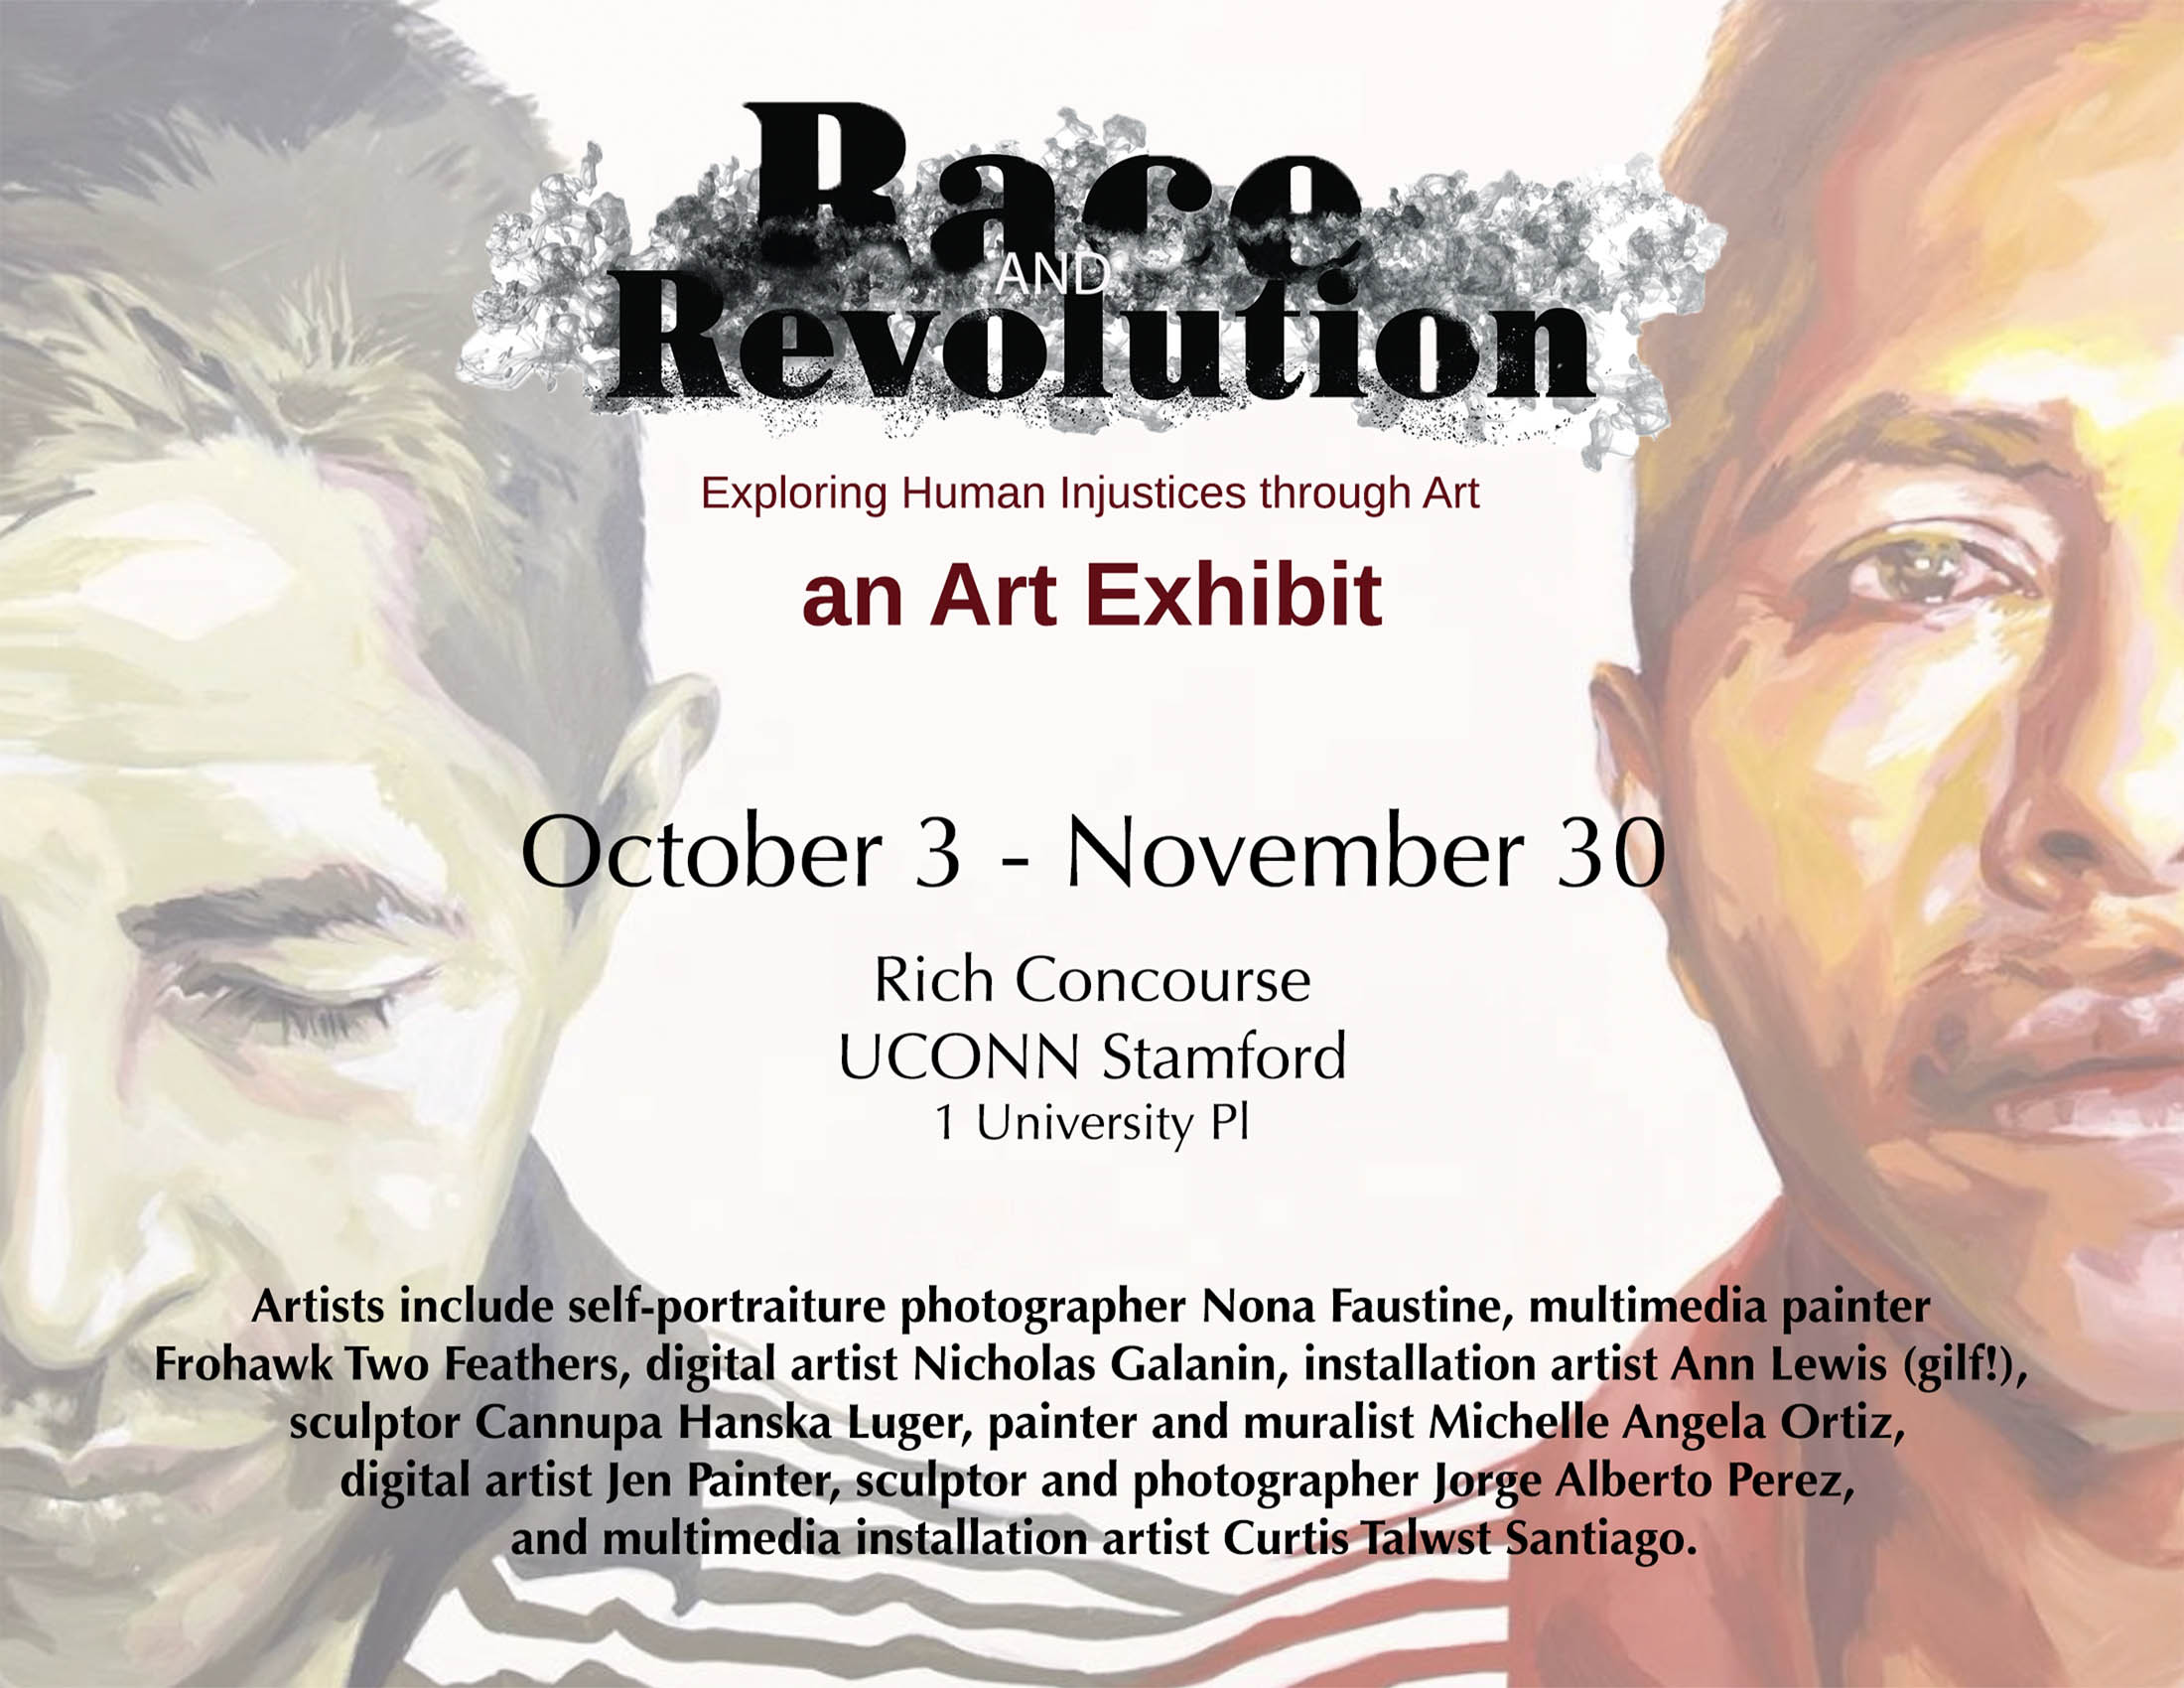 Race
AND
Revolution
Exploring Human Injustices through Art
an Art Exhibit
October 3 - November 30
Rich Concourse
UCONN Stamford
1 University Pl
Artists include self-portraiture photographer Nona Faustine, multimedia painter
Frohawk Two Feathers, digital artist Nicholas Galanin, installation artist Ann Lewis (gilf!),
sculptor Cannupa Hanska Luger, painter and muralist Michelle Angela Ortiz,
digital artist Jen Painter, sculptor and photographer Jorge Alberto Perez,
and multimedia installation artist Curtis Talwst Santiago.